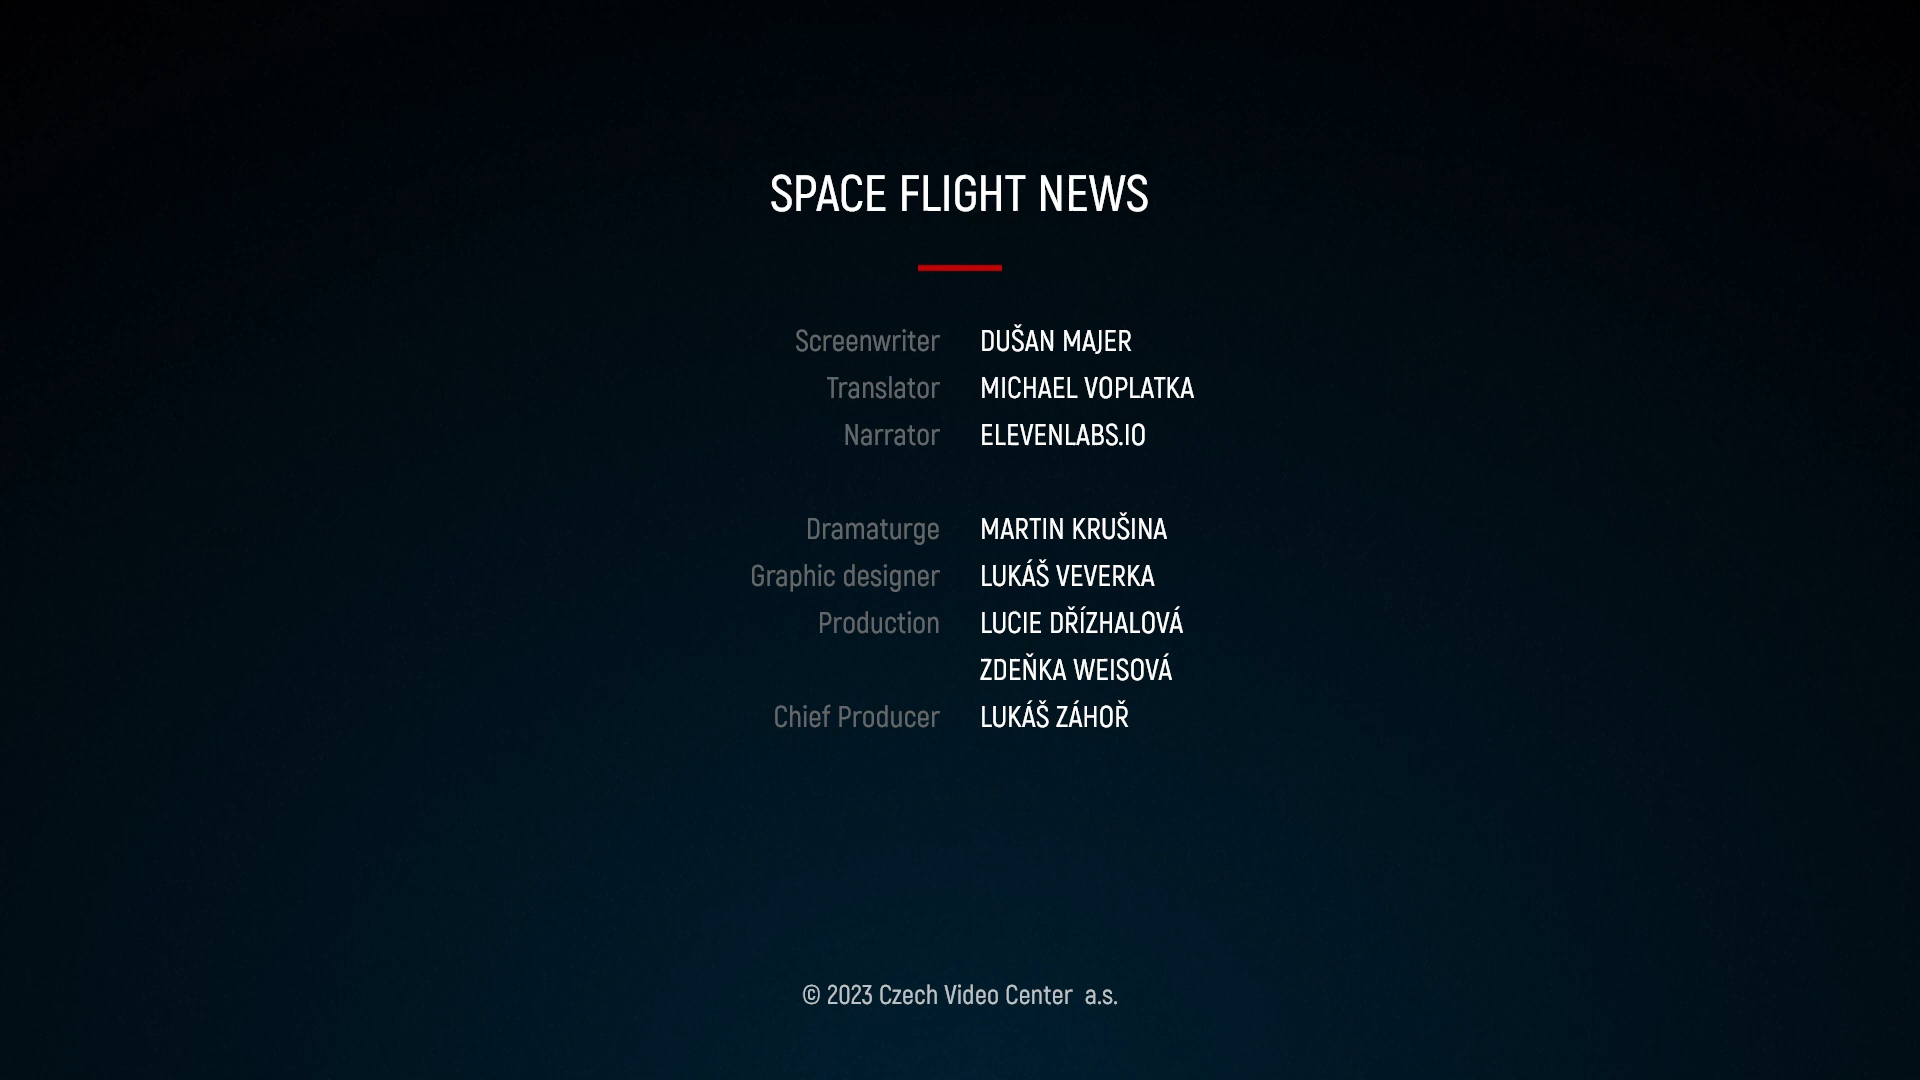 SPACE FLIGHT NEWS
Screenwriter DUŠAN MAJER
Translator MICHAEL VOPLATKA
Narrator ELEVENLABS.IO
Dramaturge MARTIN KRUŠINA
Graphic designer LUKÁŠ VEVERKA
Production LUCIE DŘÍZHALOVÁ
ZDEŇKA WEISOVÁ
Chief Producer LUKÁŠ ZÁHOŘ
© 2023 Czech Video Center a.s.